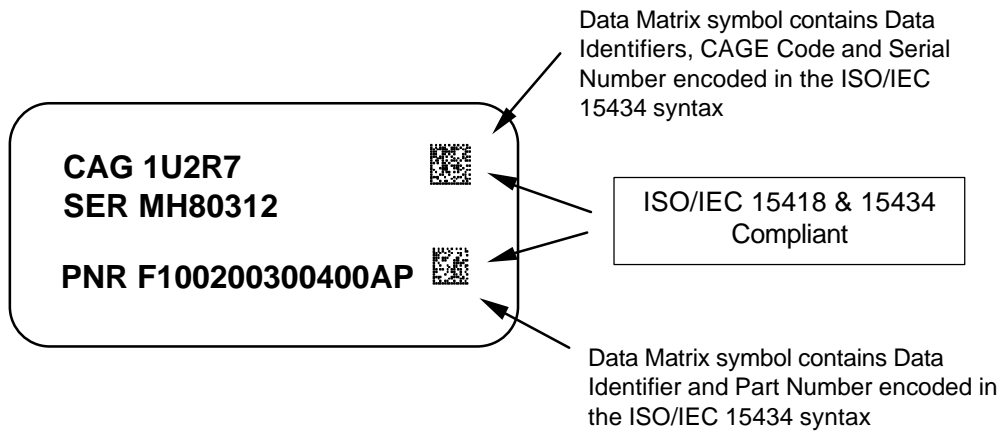 Data Matrix symbol contains Data
Identifiers, CAGE Code and Serial
Number encoded in the ISO/IEC
15434 syntax
CAG 1U2R7
SER MH80312
ISO/IEC 15418 & 15434
Compliant
PNR F100200300400AP
Data Matrix symbol contains Data
Identifier and Part Number encoded in
the ISO/IEC 15434 syntax